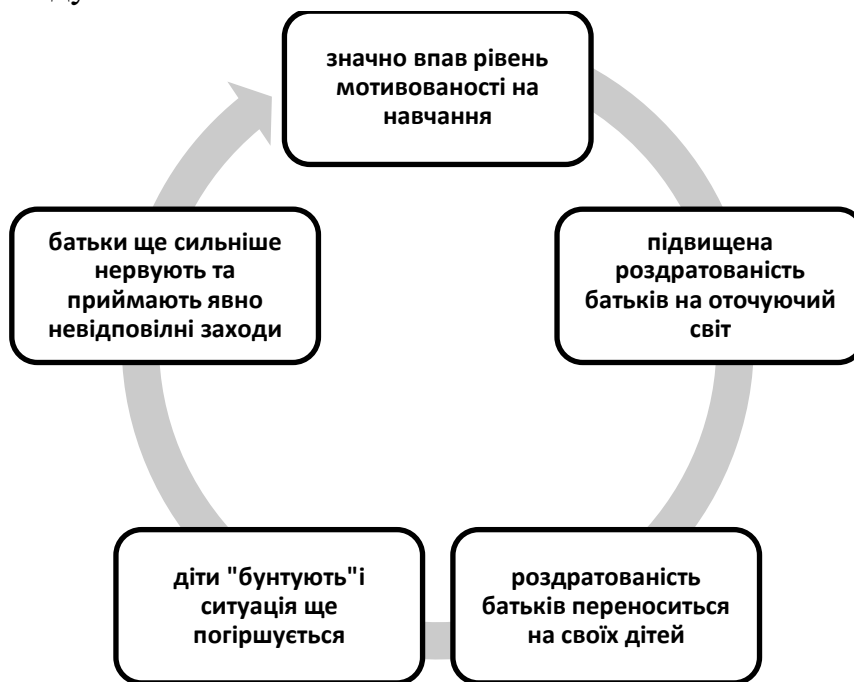 значно впав рівень
мотивованості на
навчання
підвищена
роздратованість
батьків на оточуючий
світ
роздратованість
батьків переноситься
на своїх дітей
діти "бунтують"і
ситуація ще
погіршується
батьки ще сильніше
нервують та
приймають явно
невідповілні заходи